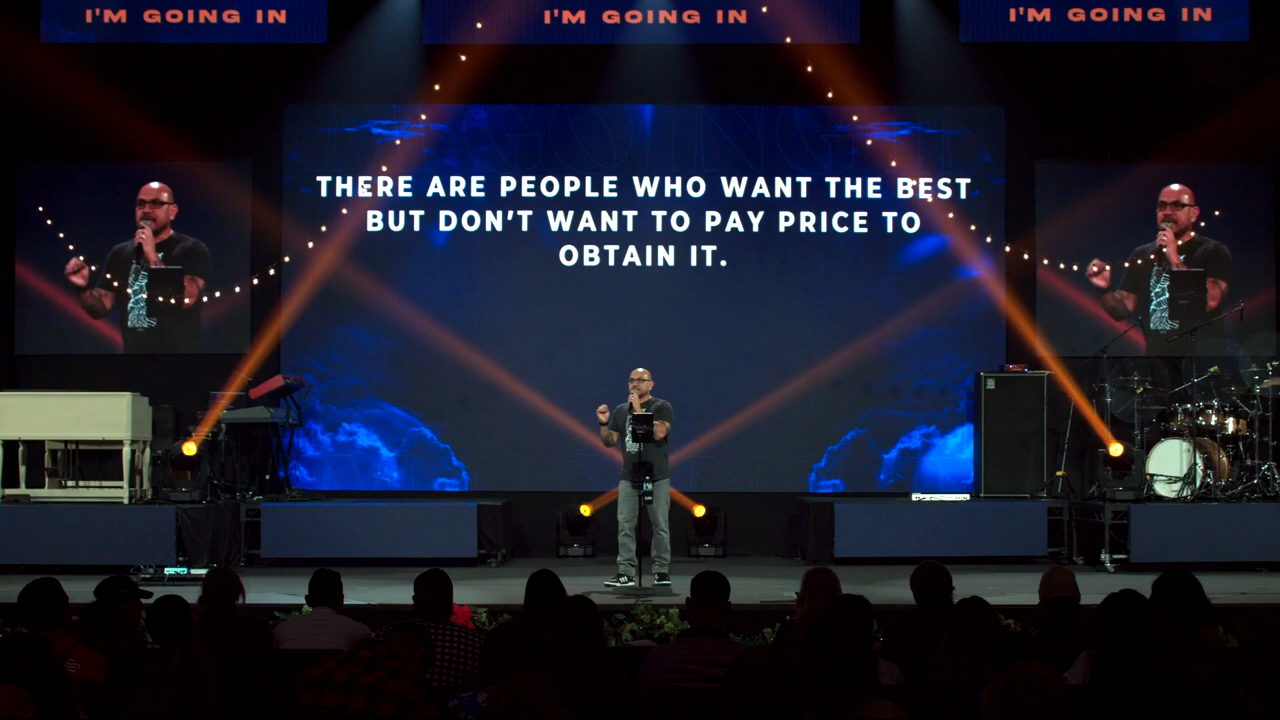 I'M GOING IN
I'M GOING IN
I'M GOING IN
THERE ARE PEOPLE WHO WANT THE BEST
BUT DON'T WANT TO PAY PRICE TO
OBTAIN IT.